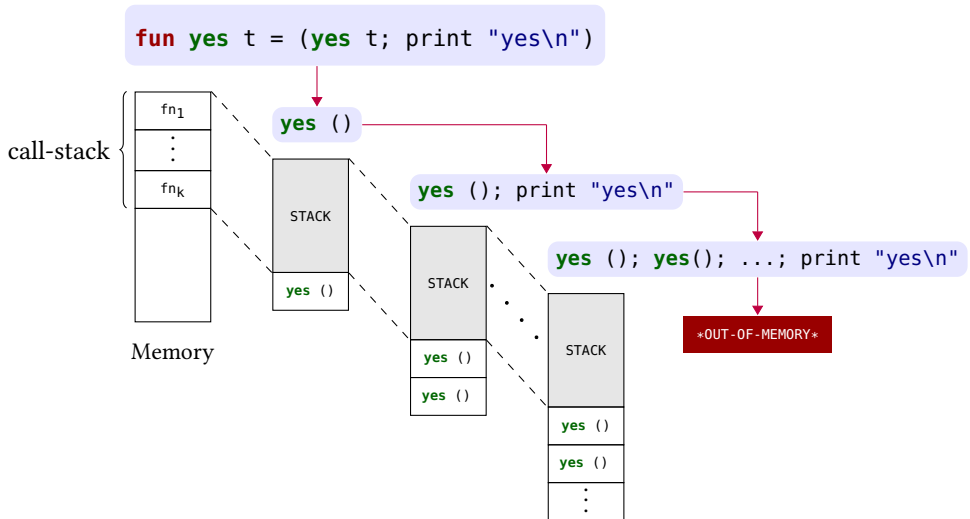 fun yes t = (yes t; print "yes\n")
fn1
call-stack
⋮
fnk
Memory
yes ()
STACK
yes ()
yes (); print "yes\n"
STACK
yes ()
yes ()
yes (); yes(); ...; print "yes\n"
*OUT-OF-MEMORY*
STACK
yes ()
yes ()
⋮